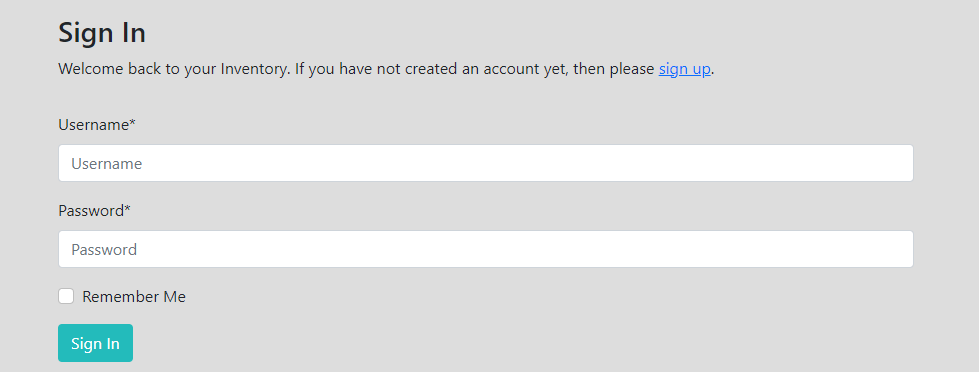 Sign In
Welcome back to your Inventory. If you have not created an account yet, then please sign up.
Username*
Username
Password*
Password
Remember Me
Sign In